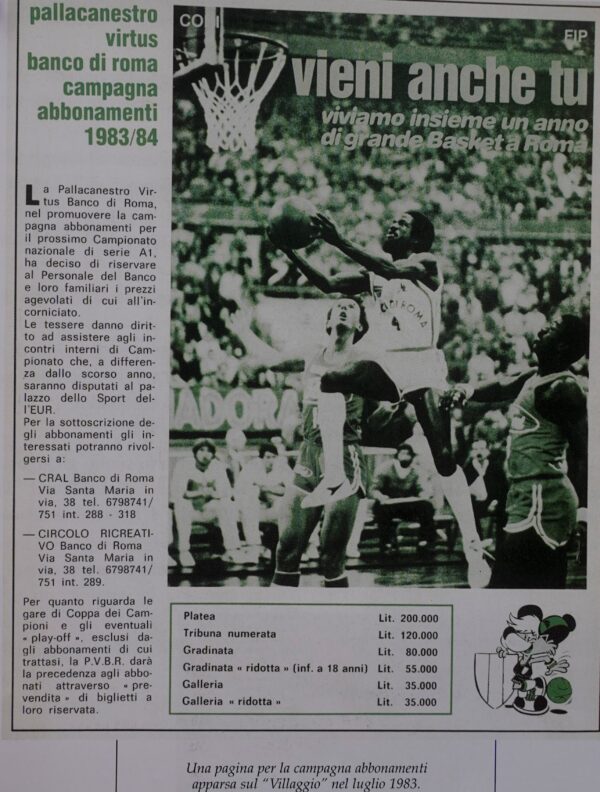 pallacanestro
virtus
banco di roma
campagna
abbonamenti
1983/84
La Pallacanestro Vir-
tus Banco di Roma,
nel promuovere la cam-
pagna abbonamenti per
il prossimo Campionato
nazionale di serie A1,
ha deciso di riservare
al Personale del Banco
e loro familiari i prezzi
agevolati di cui all'in-
corniciato.
Le tessere danno dirit-
to ad assistere agli in-
contri interni di Cam-
pionato che, a differen-
za dallo scorso anno,
saranno disputati al pa-
lazzo dello Sport del-
l'EUR.
Per la sottoscrizione de-
gli abbonamenti gli in-
teressati potranno rivol-
gersi a:
— CRAL Banco di Roma
Via Santa Maria in
via, 38 tel. 6798741/
751 int. 288 - 318
— CIRCOLO RICREATI-
VO Banco di Roma
Via Santa Maria in
via, 38 tel. 6798741/
751 int. 289.
Per quanto riguarda le
gare di Coppa dei Cam-
pioni e gli eventuali
« play-off », esclusi da-
gli abbonamenti di cui
trattasi, la P.V.B.R. darà
la precedenza agli abbo-
nati attraverso « pre-
vendita » di biglietti a
loro riservata.
CO I
FIP
vieni anche tu
viviamo insieme un anno
di grande Basket a Roma
ROMA
4
ADORA
Platea Lit. 200.000
Tribuna numerata Lit. 120.000
Gradinata Lit. 80.000
Gradinata « ridotta » (inf. a 18 anni) Lit. 55.000
Galleria Lit. 35.000
Galleria « ridotta » Lit. 35.000
Una pagina per la campagna abbonamenti
apparsa sul “Villaggio” nel luglio 1983.